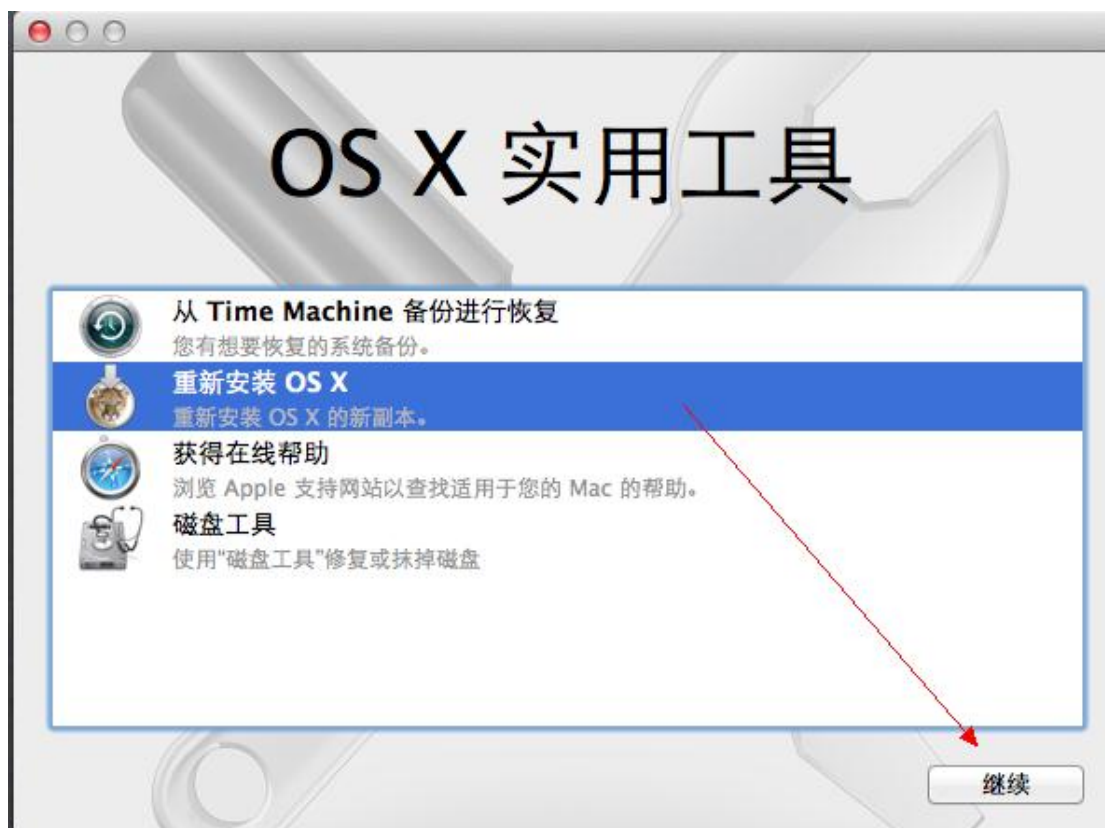 OS X 实用工具
从 Time Machine 备份进行恢复
您有想要恢复的系统备份。
重新安装 OS X
重新安装 OS X 的新副本。
获得在线帮助
浏览 Apple 支持网站以查找适用于您的 Mac 的帮助。
磁盘工具
使用“磁盘工具”修复或抹掉磁盘
继续